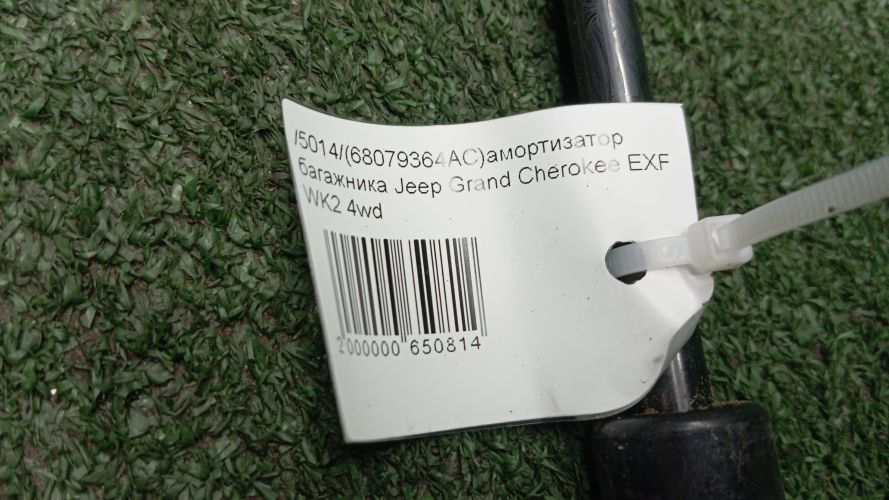 /5014/(68079364AC)амортизатор
багажника Jeep Grand Cherokee EXF
WK2 4wd
2000000 650814